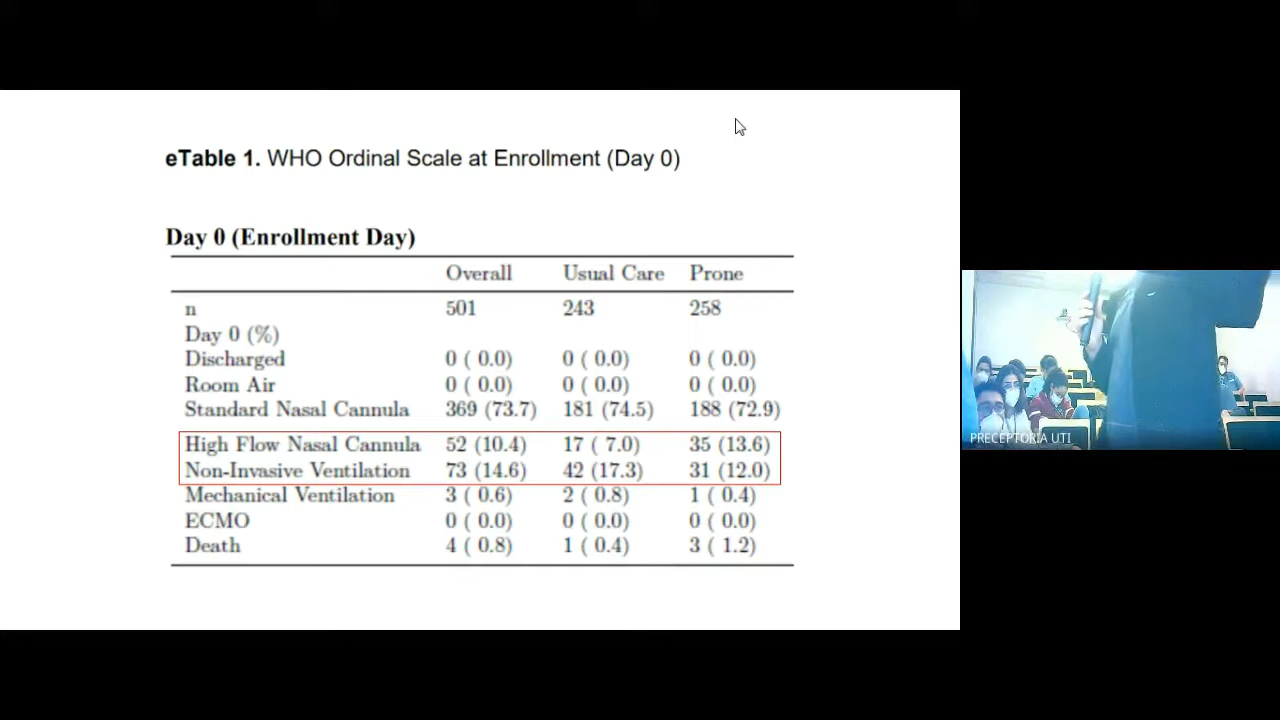 eTable 1. WHO Ordinal Scale at Enrollment (Day 0)
Day 0 (Enrollment Day)
Overall Usual Care Prone
n 501 243 258
Day 0 (%)
Discharged 0 ( 0.0) 0 ( 0.0) 0 ( 0.0)
Room Air 0 ( 0.0) 0 ( 0.0) 0 ( 0.0)
Standard Nasal Cannula 369 (73.7) 181 (74.5) 188 (72.9)
High Flow Nasal Cannula 52 (10.4) 17 ( 7.0) 35 (13.6)
Non-Invasive Ventilation 73 (14.6) 42 (17.3) 31 (12.0)
Mechanical Ventilation 3 ( 0.6) 2 ( 0.8) 1 ( 0.4)
ECMO 0 ( 0.0) 0 ( 0.0) 0 ( 0.0)
Death 4 ( 0.8) 1 ( 0.4) 3 ( 1.2)
PRECEPTORIA UTI